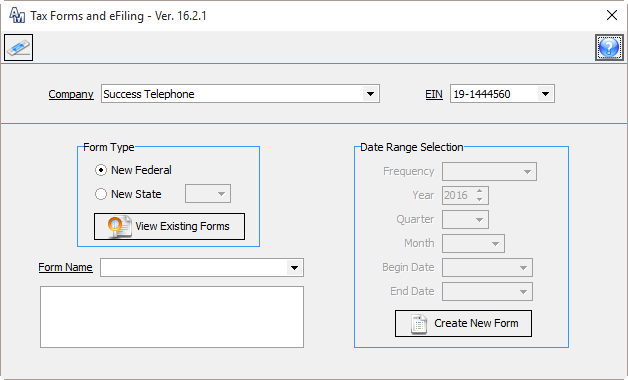 AM Tax Forms and eFiling - Ver. 16.2.1
?
Company Success Telephone EIN 19-1444560
Form Type
New Federal
New State
View Existing Forms
Form Name
Date Range Selection
Frequency
Year 2016
Quarter
Month
Begin Date
End Date
Create New Form